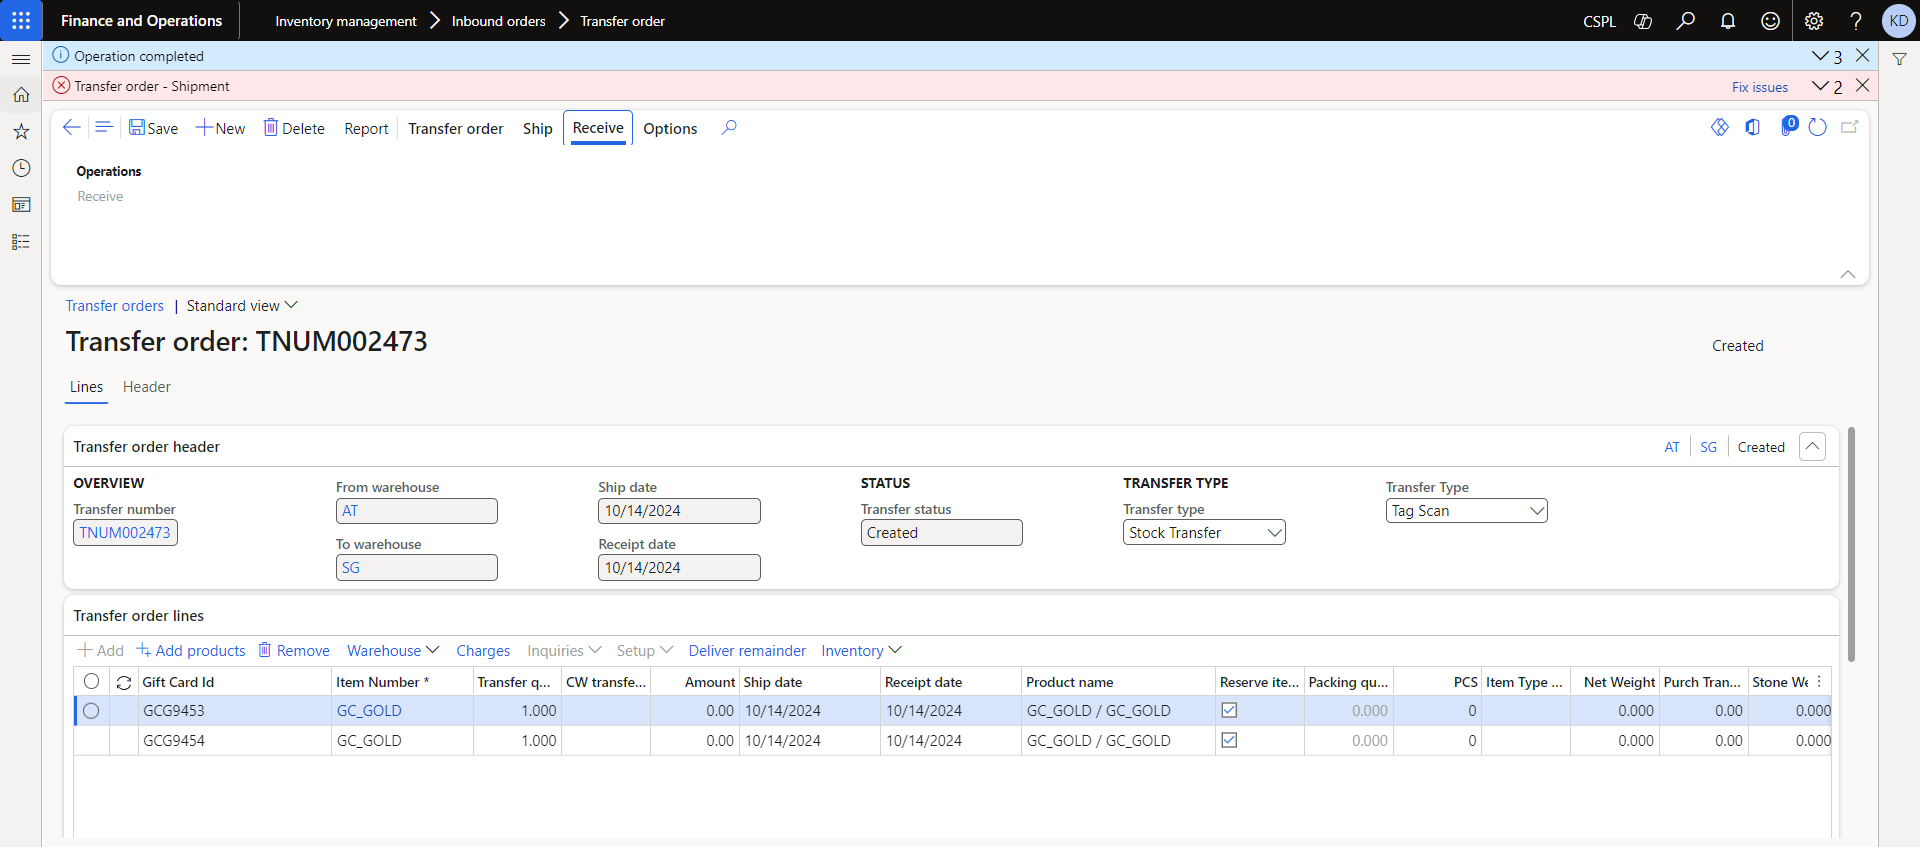 Finance and Operations
Inventory management > Inbound orders > Transfer order
CSPL
KD
Operation completed
3
Transfer order - Shipment
Fix issues
2
Save
New
Delete
Report
Transfer order
Ship
Receive
Options
0
Operations
Receive
Transfer orders | Standard view
Transfer order: TNUM002473
Created
Lines
Header
Transfer order header
AT | SG | Created
OVERVIEW
Transfer number
TNUM002473
From warehouse
AT
To warehouse
SG
Ship date
10/14/2024
Receipt date
10/14/2024
STATUS
Transfer status
Created
TRANSFER TYPE
Transfer type
Stock Transfer
Transfer Type
Tag Scan
Transfer order lines
Add
Add products
Remove
Warehouse
Charges
Inquiries
Setup
Deliver remainder
Inventory
Gift Card Id Item Number * Transfer q... CW transfe... Amount Ship date Receipt date Product name Reserve ite... Packing qu... PCS Item Type ... Net Weight Purch Tran... Stone We
GCG9453 GC_GOLD 1.000 0.00 10/14/2024 10/14/2024 GC_GOLD / GC_GOLD 0.000 0 0.000 0.00 0.000
GCG9454 GC_GOLD 1.000 0.00 10/14/2024 10/14/2024 GC_GOLD / GC_GOLD 0.000 0 0.000 0.00 0.000